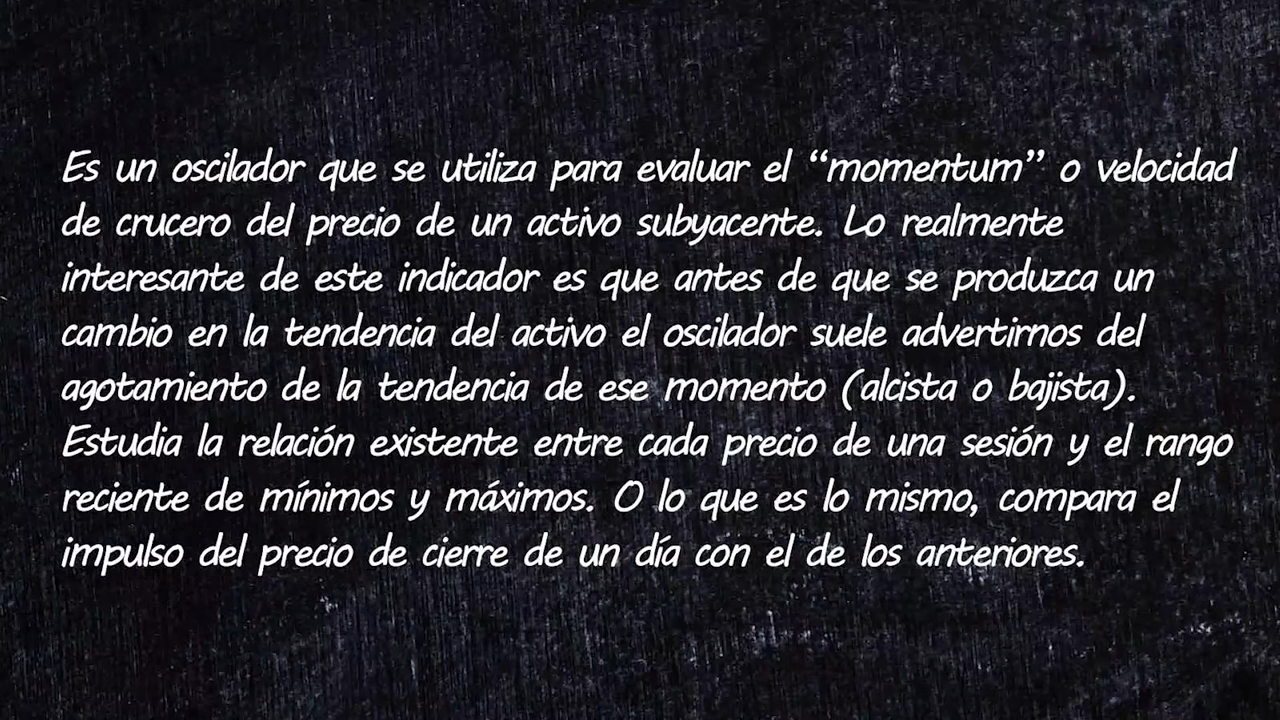 Es un oscilador que se utiliza para evaluar el “momentum” o velocidad
de crucero del precio de un activo subyacente. Lo realmente
interesante de este indicador es que antes de que se produzca un
cambio en la tendencia del activo el oscilador suele advertirnos del
agotamiento de la tendencia de ese momento (alcista o bajista).
Estudia la relación existente entre cada precio de una sesión y el rango
reciente de mínimos y máximos. O lo que es lo mismo, compara el
impulso del precio de cierre de un día con el de los anteriores.